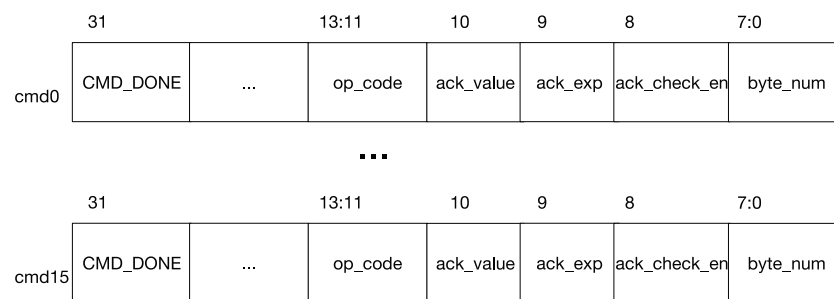 31 13:11 10 9 8 7:0
cmd0 CMD_DONE ... op_code ack_value ack_exp ack_check_en byte_num
...
31 13:11 10 9 8 7:0
cmd15 CMD_DONE ... op_code ack_value ack_exp ack_check_en byte_num